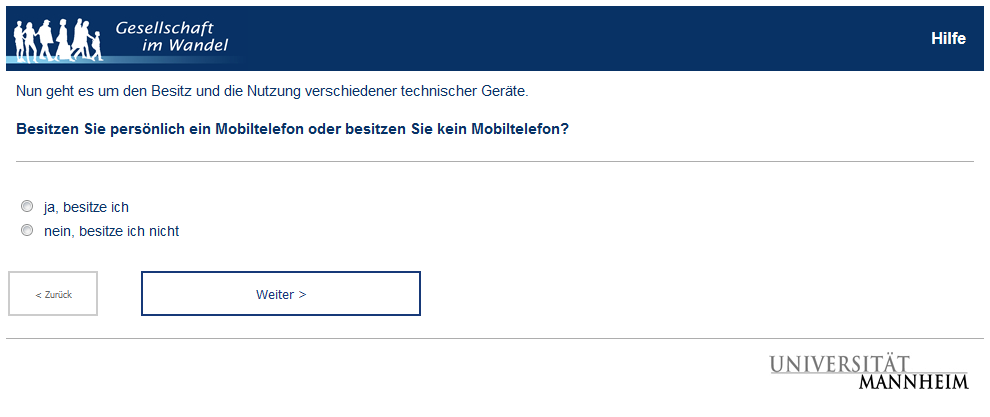 Gesellschaft
im Wandel
Hilfe
Nun geht es um den Besitz und die Nutzung verschiedener technischer Geräte.
Besitzen Sie persönlich ein Mobiltelefon oder besitzen Sie kein Mobiltelefon?
ja, besitze ich
nein, besitze ich nicht
< Zurück
Weiter >
UNIVERSITÄT
MANNHEIM